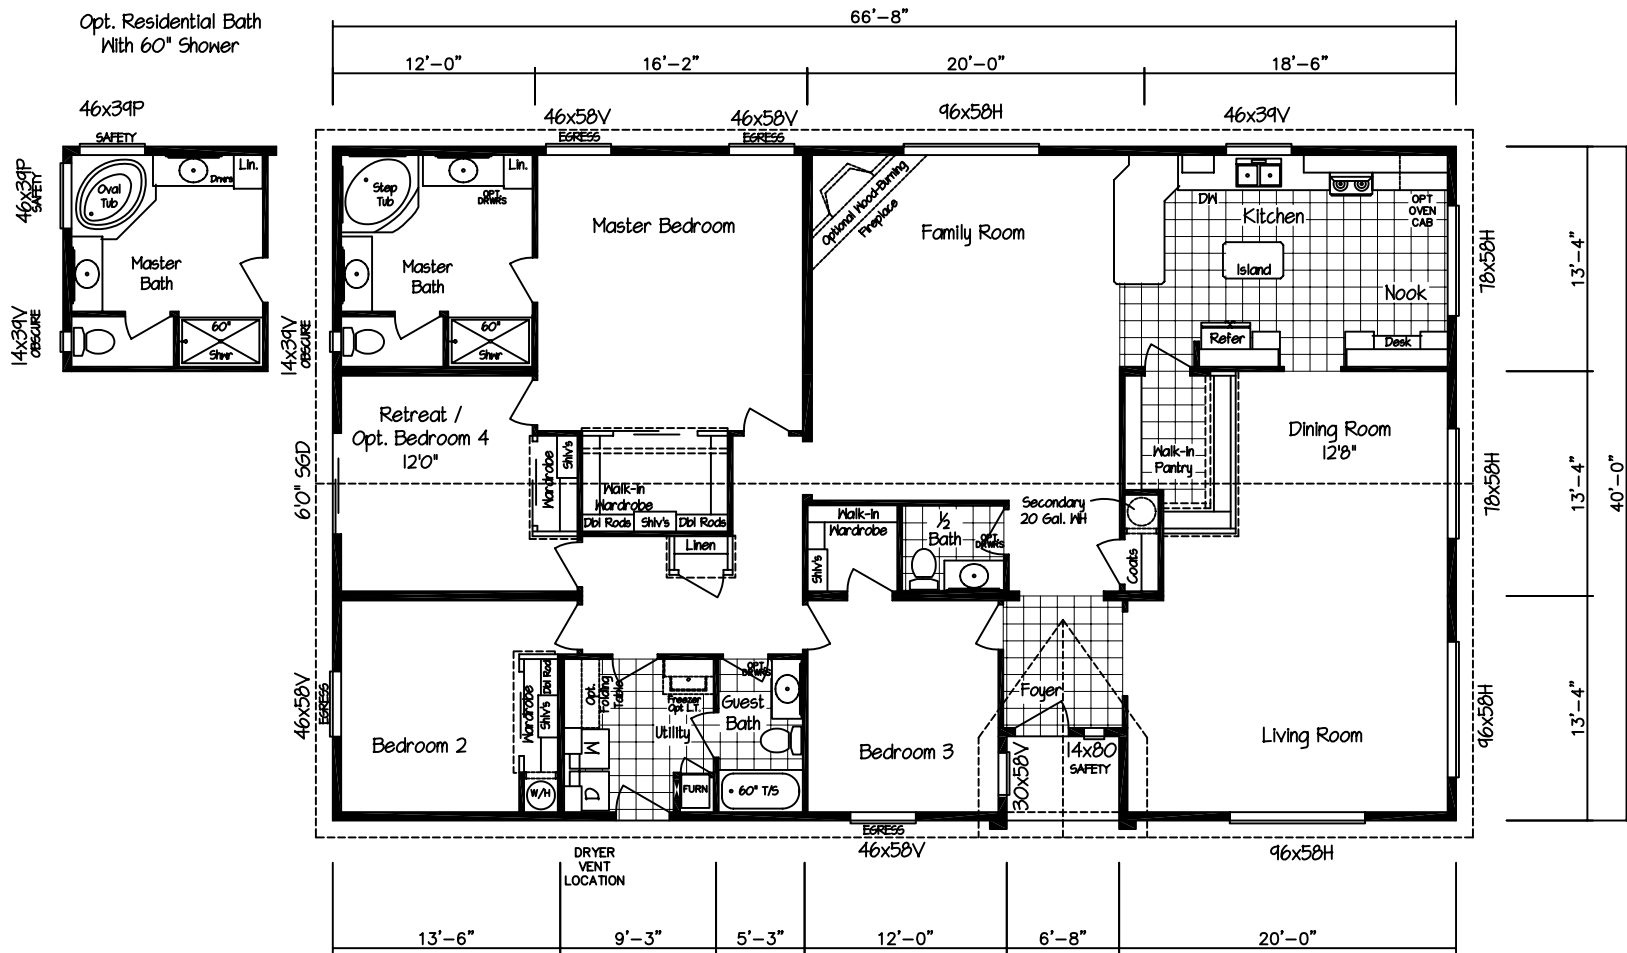 Opt. Residential Bath
With 60" Shower
66'-8"
12'-0"
16'-2"
20'-0"
18'-6"
46x39P
SAFETY
46x58V
EGRESS
46x58V
EGRESS
96x58H
46x39V
46x39P
SAFETY
Oval
Tub
Drwrs
Lin.
Master
Bath
60"
Shwr
14x39V
OBSCURE
Step
Tub
OPT.
DRWRS
Lin.
Master
Bath
60"
Shwr
14x39V
OBSCURE
Master Bedroom
Optional Wood-Burning
Fireplace
Family Room
DW
Kitchen
OPT
OVEN
CAB
Island
Nook
Refer
Desk
78x58H
13'-4"
Retreat /
Opt. Bedroom 4
12'0"
6'0" SGD
Wardrobe
Shlv's
Walk-In
Wardrobe
Dbl Rods
Shlv's
Dbl Rods
Linen
Walk-In
Pantry
Dining Room
12'8"
78x58H
13'-4"
40'-0"
Walk-In
Wardrobe
Shlv's
1/2
Bath
OPT.
DRWRS
Secondary
20 Gal. WH
Coats
46x58V
EGRESS
Bedroom 2
Wardrobe
Shlv's
Dbl Rod
W/H
Opt.
Folding
Table
Freezer
Opt L.T.
Utility
M
D
FURN
OPT.
DRWRS
Guest
Bath
60" T/S
Bedroom 3
Foyer
30x58V
14x80
SAFETY
Living Room
96x58H
13'-4"
EGRESS
46x58V
96x58H
DRYER
VENT
LOCATION
13'-6"
9'-3"
5'-3"
12'-0"
6'-8"
20'-0"